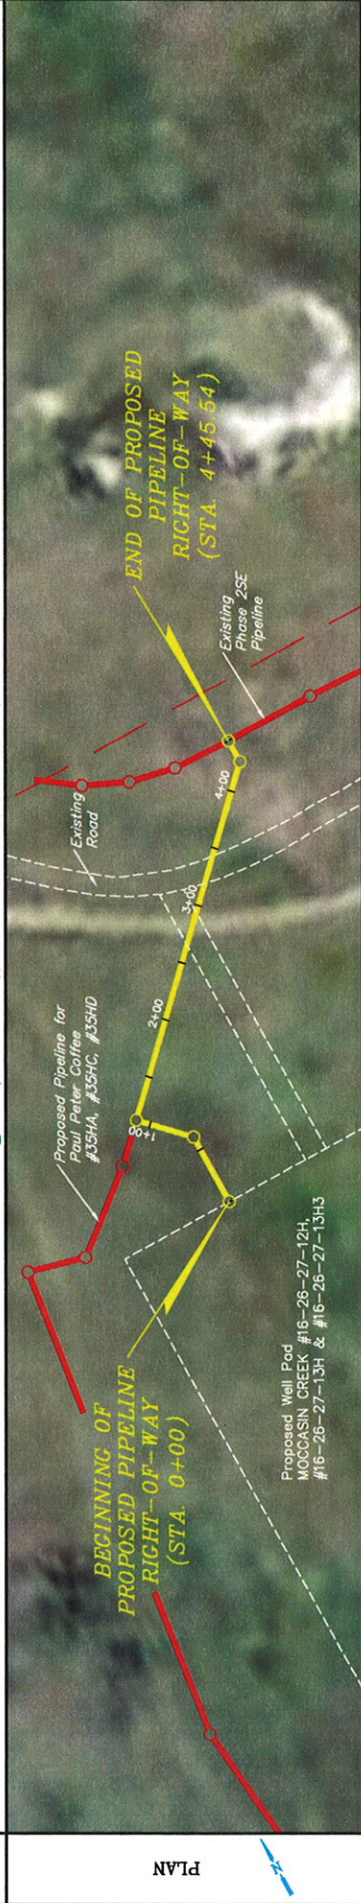 PLAN
N
BEGINNING OF
PROPOSED PIPELINE
RIGHT-OF-WAY
(STA. 0+00)
Proposed Well Pad
MOCCASIN CREEK #16-26-27-12H,
#16-26-27-13H & #16-26-27-13H3
Proposed Pipeline for
Paul Peter Coffee
#35HA, #35HC, #35HD
1+00
2+00
3+00
4+00
Existing
Road
Existing
Phase 2SE
Pipeline
END OF PROPOSED
PIPELINE
RIGHT-OF-WAY
(STA. 4+45.54)